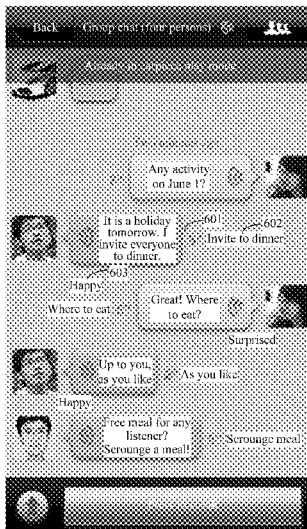 Back Group chat (four persons)
Any activity
on June 1?
It is a holiday
tomorrow. I
invite everyone
to dinner.
601
602
Invite to dinner
603
Happy
Where to eat
Great! Where
to eat?
Surprised
Up to you,
as you like
As you like
Happy
Free meal for any
listener?
Scrounge a meal!
Scrounge meal